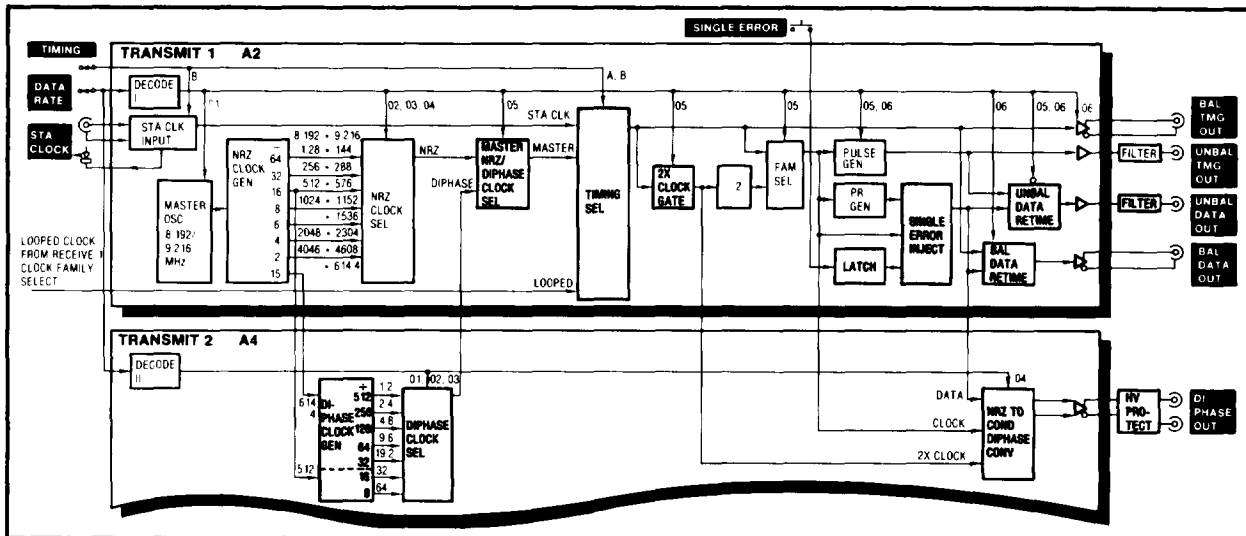 SINGLE ERROR
TIMING
TRANSMIT 1 A2
DATA
RATE
DECODE
I
B
01
02, 03, 04
05
A, B
05
05
05, 06
06
05, 06
06
BAL
TMG
OUT
STA
CLOCK
STA CLK
INPUT
STA CLK
NRZ
CLOCK
GEN
÷
64
32
16
8
6
4
2
15
8 192 • 9 216
1.28 • 144
256 • 288
512 • 576
1024 • 1152
• 1536
2048 • 2304
4046 • 4608
• 614 4
NRZ
CLOCK
SEL
NRZ
DIPHASE
MASTER
NRZ/
DIPHASE
CLOCK
SEL
MASTER
TIMING
SEL
2X
CLOCK
GATE
2
FAM
SEL
PULSE
GEN
PR
GEN
LATCH
SINGLE
ERROR
INJECT
UNBAL
DATA
RETIME
BAL
DATA
RETIME
FILTER
UNBAL
TMG
OUT
FILTER
UNBAL
DATA
OUT
BAL
DATA
OUT
MASTER
OSC
8 192/
9 216
MHz
LOOPED CLOCK
FROM RECEIVE 1
CLOCK FAMILY
SELECT
LOOPED
TRANSMIT 2 A4
DECODE
II
01, 02, 03
04
614
4
512
DI-
PHASE
CLOCK
GEN
÷
512
256
128
64
32
16
8
1 2
2 4
4 8
9 6
19 2
32
64
DIPHASE
CLOCK
SEL
DATA
CLOCK
2X CLOCK
NRZ TO
COND
DIPHASE
CONV
HV
PRO-
TECT
DI
PHASE
OUT